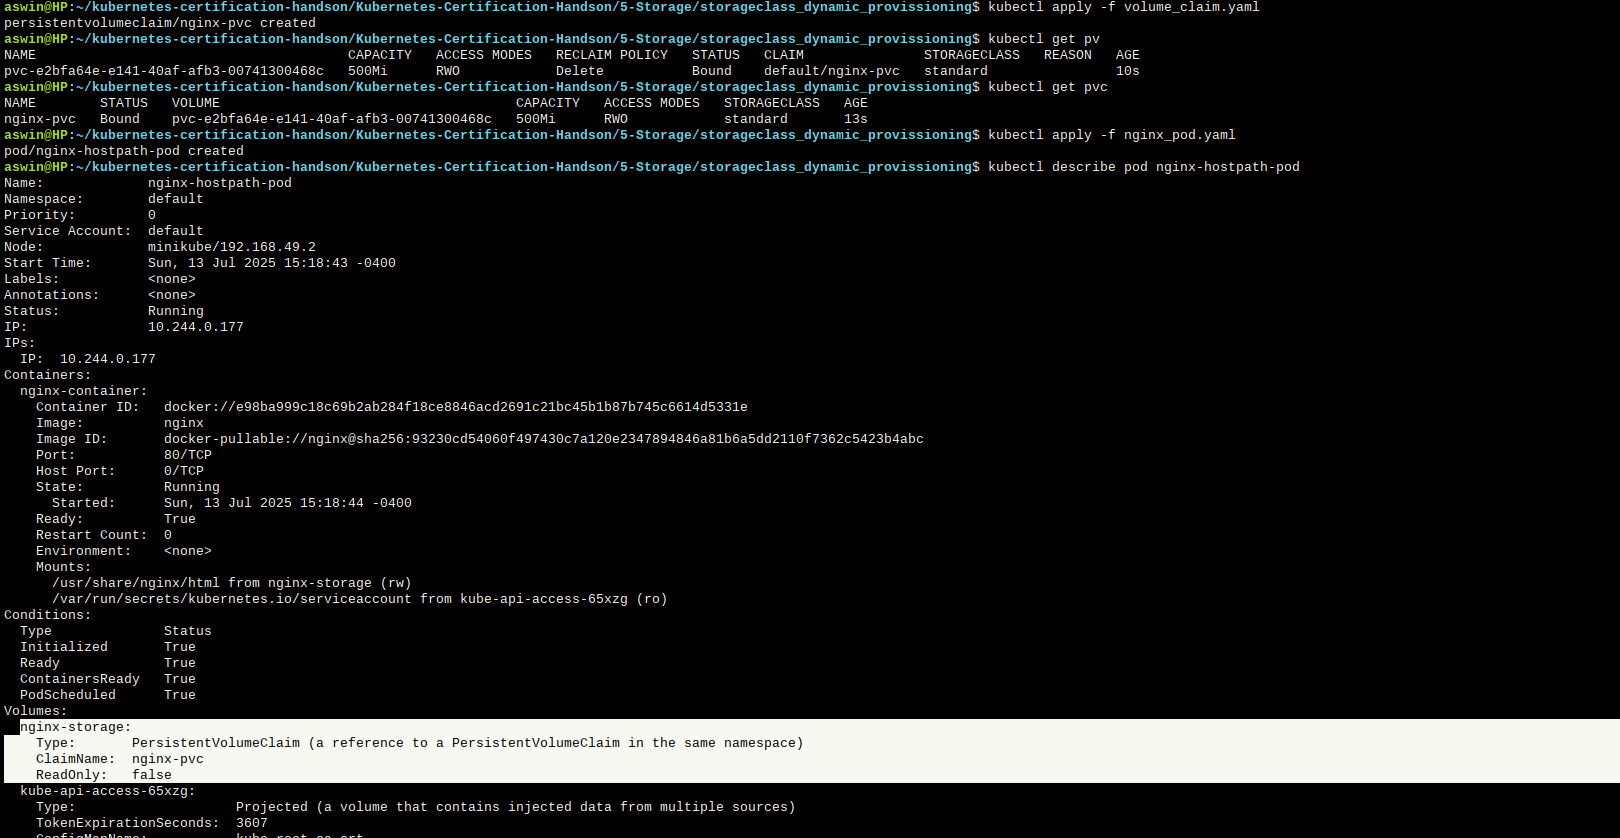 aswin@HP:~/kubernetes-certification-handson/Kubernetes-Certification-Handson/5-Storage/storageclass_dynamic_provissioning$ kubectl apply -f volume_claim.yaml
persistentvolumeclaim/nginx-pvc created
aswin@HP:~/kubernetes-certification-handson/Kubernetes-Certification-Handson/5-Storage/storageclass_dynamic_provissioning$ kubectl get pv
NAME                                       CAPACITY   ACCESS MODES   RECLAIM POLICY   STATUS   CLAIM               STORAGECLASS   REASON   AGE
pvc-e2bfa64e-e141-40af-afb3-00741300468c   500Mi      RWO            Delete           Bound    default/nginx-pvc   standard                10s
aswin@HP:~/kubernetes-certification-handson/Kubernetes-Certification-Handson/5-Storage/storageclass_dynamic_provissioning$ kubectl get pvc
NAME        STATUS   VOLUME                                     CAPACITY   ACCESS MODES   STORAGECLASS   AGE
nginx-pvc   Bound    pvc-e2bfa64e-e141-40af-afb3-00741300468c   500Mi      RWO            standard       13s
aswin@HP:~/kubernetes-certification-handson/Kubernetes-Certification-Handson/5-Storage/storageclass_dynamic_provissioning$ kubectl apply -f nginx_pod.yaml
pod/nginx-hostpath-pod created
aswin@HP:~/kubernetes-certification-handson/Kubernetes-Certification-Handson/5-Storage/storageclass_dynamic_provissioning$ kubectl describe pod nginx-hostpath-pod
Name:             nginx-hostpath-pod
Namespace:        default
Priority:         0
Service Account:  default
Node:             minikube/192.168.49.2
Start Time:       Sun, 13 Jul 2025 15:18:43 -0400
Labels:           <none>
Annotations:      <none>
Status:           Running
IP:               10.244.0.177
IPs:
  IP:  10.244.0.177
Containers:
  nginx-container:
    Container ID:   docker://e98ba999c18c69b2ab284f18ce8846acd2691c21bc45b1b87b745c6614d5331e
    Image:          nginx
    Image ID:       docker-pullable://nginx@sha256:93230cd54060f497430c7a120e2347894846a81b6a5dd2110f7362c5423b4abc
    Port:           80/TCP
    Host Port:      0/TCP
    State:          Running
      Started:      Sun, 13 Jul 2025 15:18:44 -0400
    Ready:          True
    Restart Count:  0
    Environment:    <none>
    Mounts:
      /usr/share/nginx/html from nginx-storage (rw)
      /var/run/secrets/kubernetes.io/serviceaccount from kube-api-access-65xzg (ro)
Conditions:
  Type              Status
  Initialized       True
  Ready             True
  ContainersReady   True
  PodScheduled      True
Volumes:
  nginx-storage:
    Type:       PersistentVolumeClaim (a reference to a PersistentVolumeClaim in the same namespace)
    ClaimName:  nginx-pvc
    ReadOnly:   false
  kube-api-access-65xzg:
    Type:                    Projected (a volume that contains injected data from multiple sources)
    TokenExpirationSeconds:  3607
    ConfigMapName:           kube-root-ca.crt